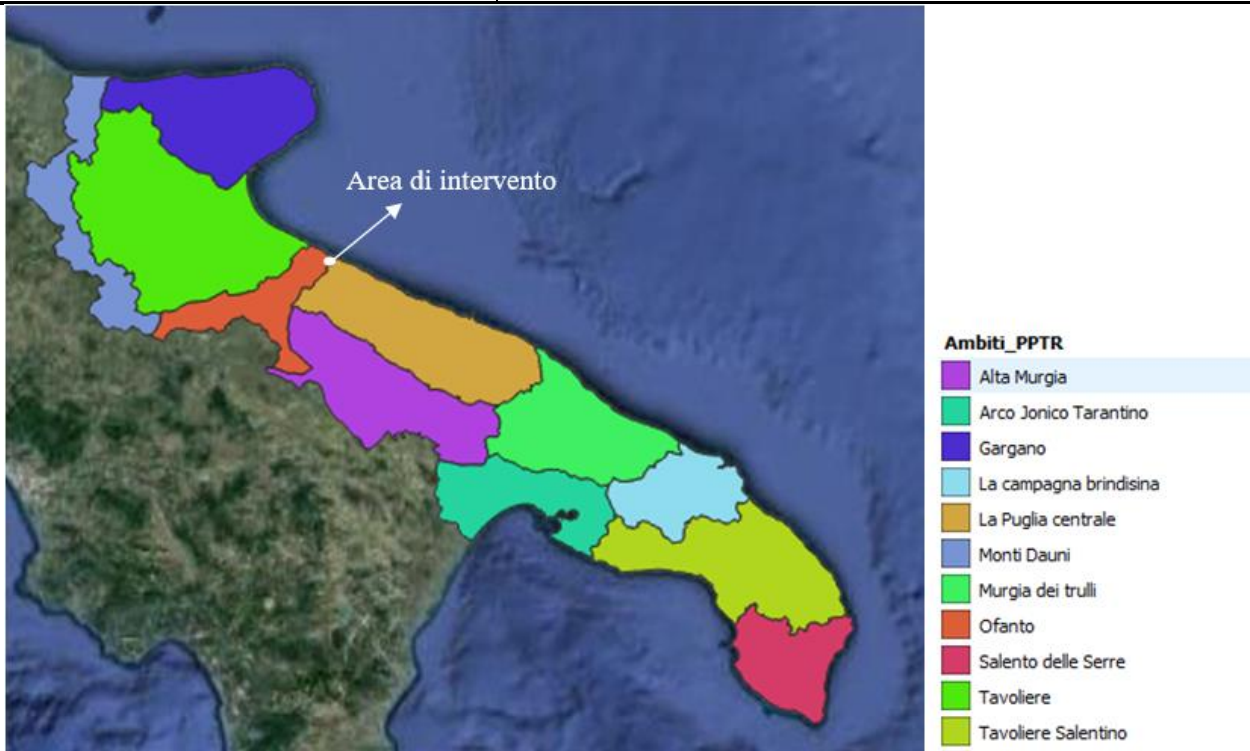 Area di intervento
Ambiti_PPTR
Alta Murgia
Arco Jonico Tarantino
Gargano
La campagna brindisina
La Puglia centrale
Monti Dauni
Murgia dei trulli
Ofanto
Salento delle Serre
Tavoliere
Tavoliere Salentino